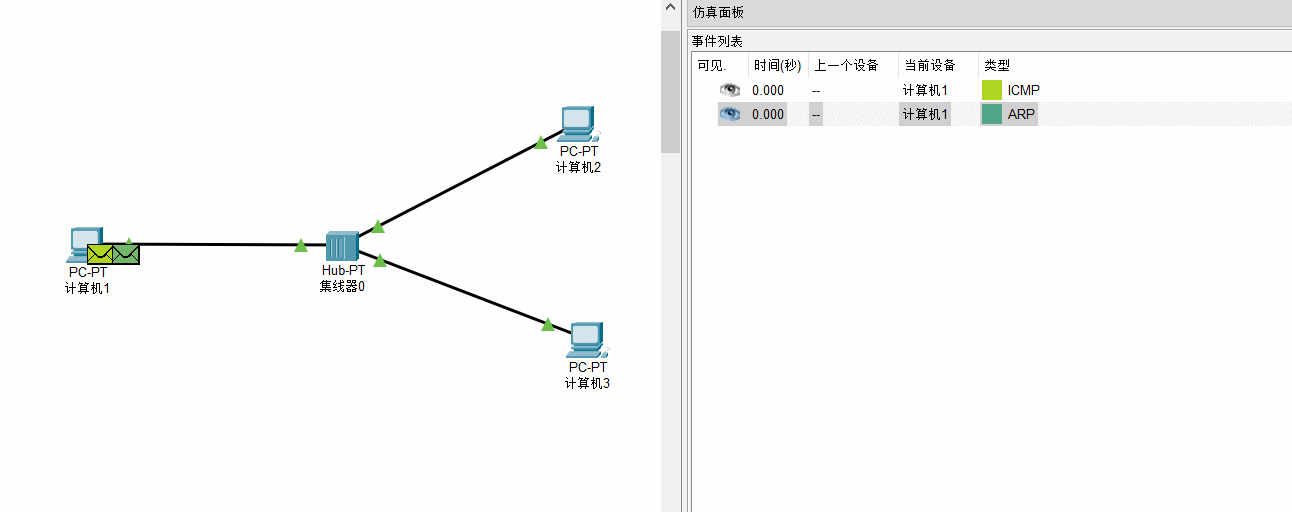 仿真面板
事件列表
可见. 时间(秒) 上一个设备 当前设备 类型
0.000 -- 计算机1 ICMP
0.000 -- 计算机1 ARP
PC-PT
计算机2
PC-PT
计算机1
Hub-PT
集线器0
PC-PT
计算机3